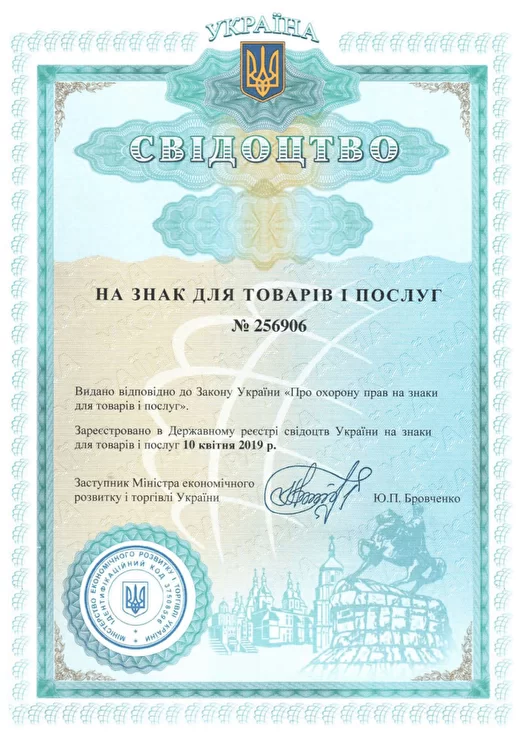 УКРАЇНА
СВІДОЦТВО
НА ЗНАК ДЛЯ ТОВАРІВ І ПОСЛУГ
№ 256906
Видано відповідно до Закону України «Про охорону прав на знаки
для товарів і послуг».
Зареєстровано в Державному реєстрі свідоцтв України на знаки
для товарів і послуг 10 квітня 2019 р.
Заступник Міністра економічного
розвитку і торгівлі України
Ю.П. Бровченко
МІНІСТЕРСТВО ЕКОНОМІЧНОГО РОЗВИТКУ І ТОРГІВЛІ УКРАЇНИ
ІДЕНТИФІКАЦІЙНИЙ КОД 37508596